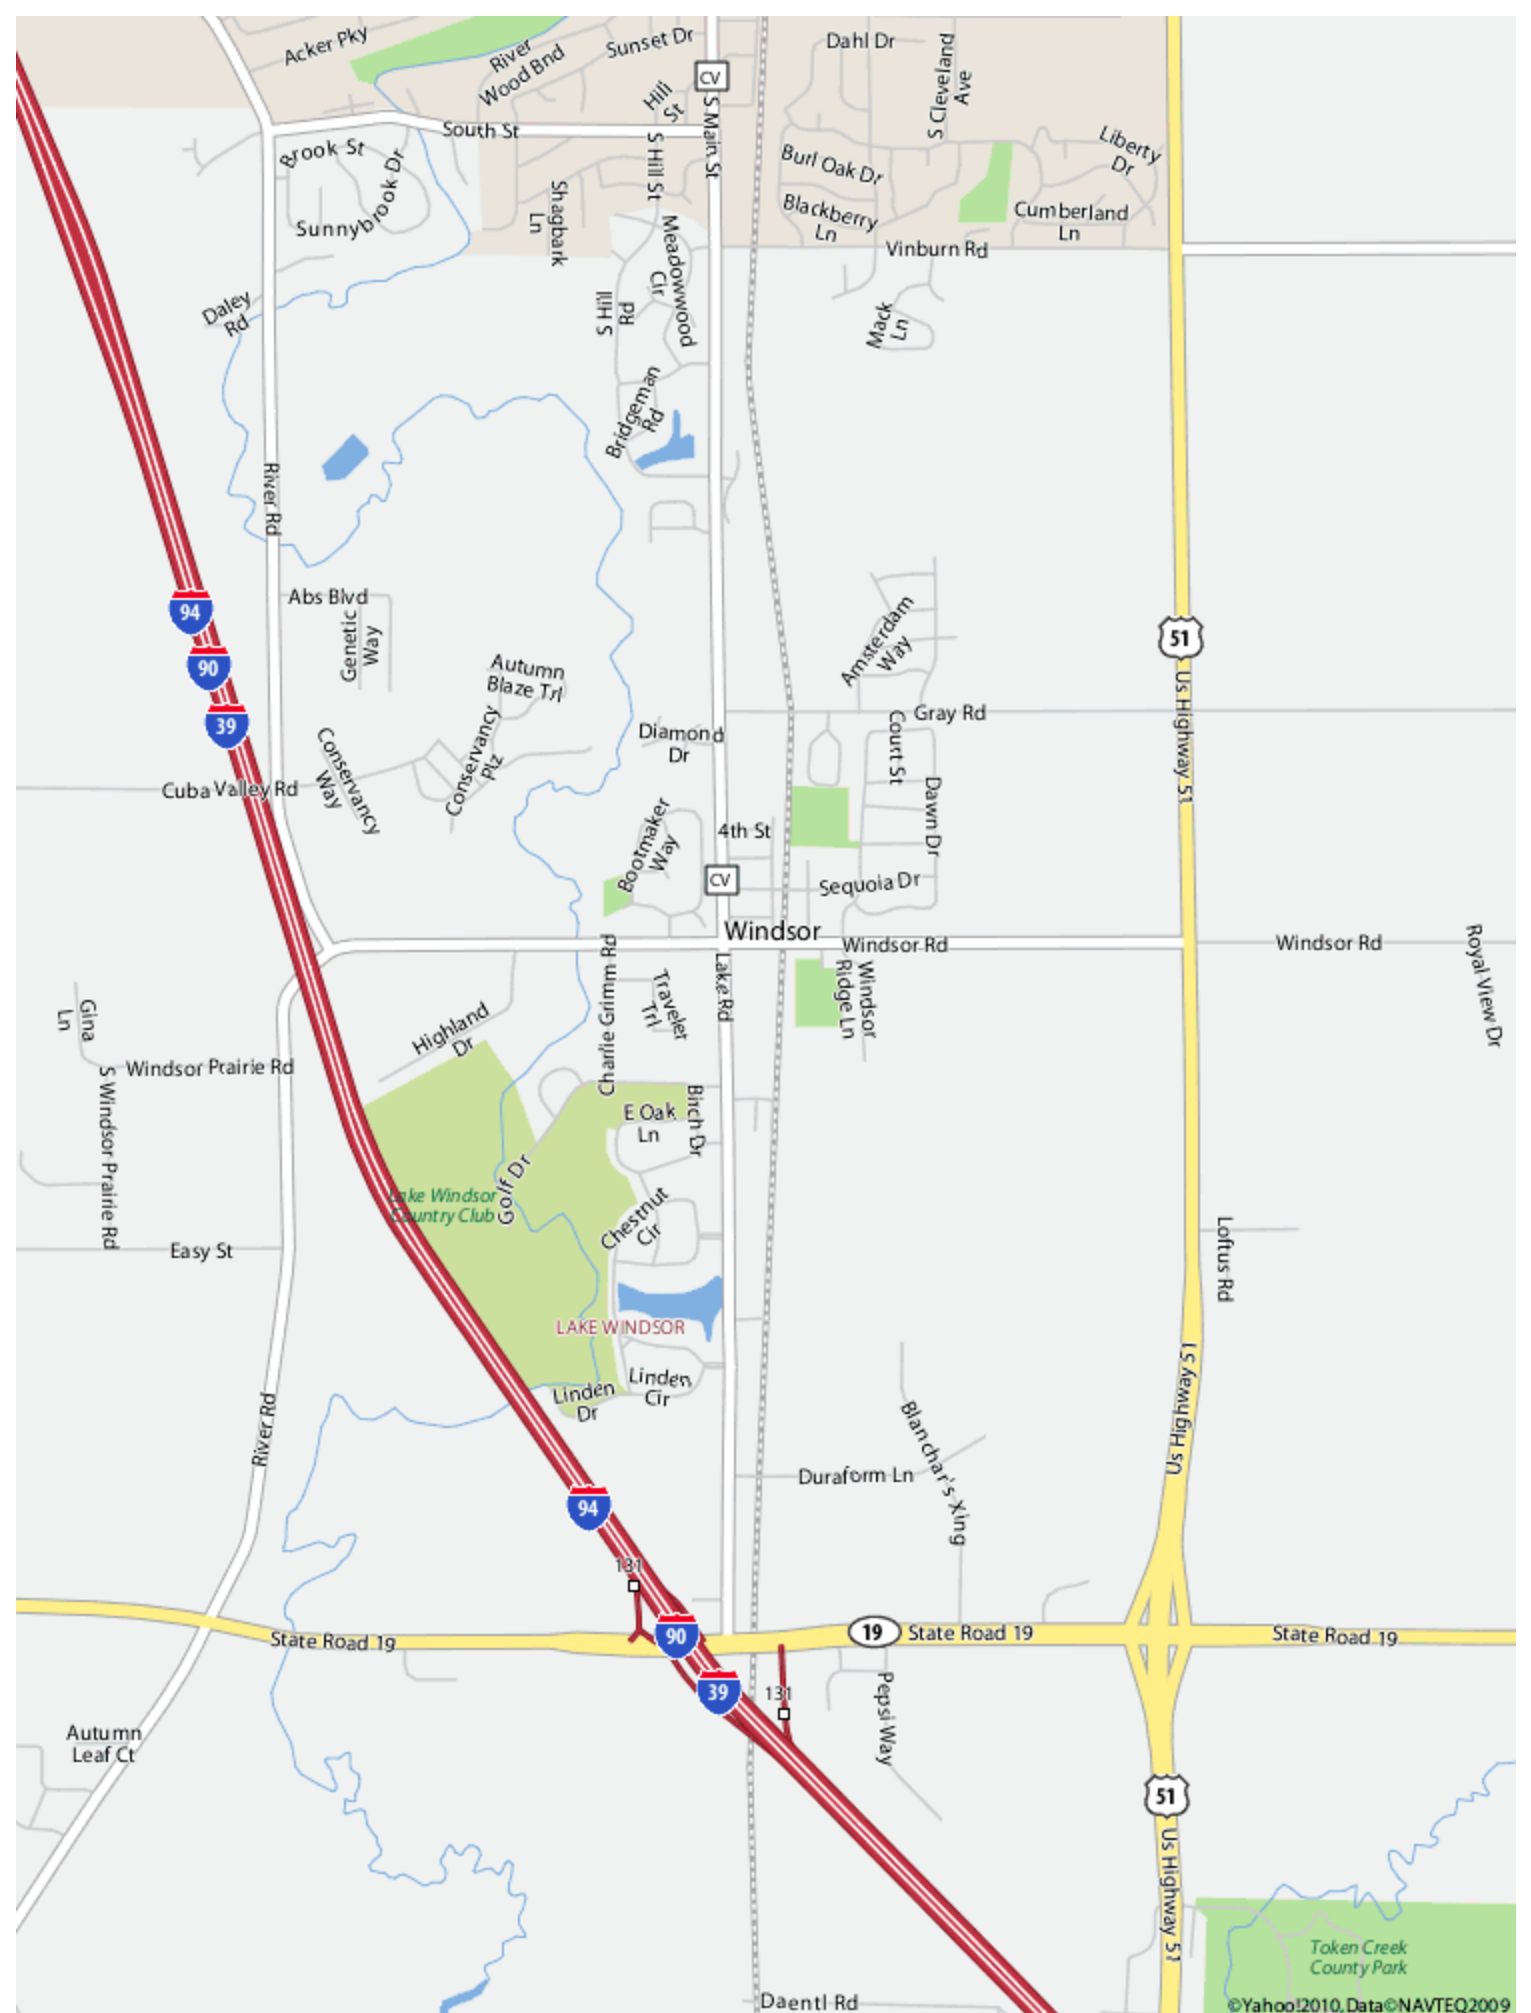 Acker Pky
River
Wood Bnd
Sunset Dr
Dahl Dr
S Cleveland
Ave
CV
Hill
St
S Main St
South St
Brook St
Sunnybrook Dr
S Hill St
Shagbark
Ln
Burl Oak Dr
Liberty
Dr
Blackberry
Ln
Cumberland
Ln
Vinburn Rd
Meadowwood
Cir
Daley
Rd
S Hill
Rd
Mack
Ln
Bridgeman
Rd
River Rd
94
90
39
Abs Blvd
Genetic
Way
Autumn
Blaze Trl
Amsterdam
Way
51
Us Highway 51
Gray Rd
Diamond
Dr
Court St
Conservancy
Way
Conservancy
Plz
Cuba Valley Rd
Dawn Dr
Bootmaker
Way
4th St
CV
Sequoia Dr
Windsor
Windsor Rd
Windsor Rd
Royal View Dr
Charlie Grimm Rd
Lake Rd
Travelet
Trl
Windsor
Ridge Ln
Gina
Ln
Highland
Dr
Windsor Prairie Rd
S Windsor Prairie Rd
E Oak
Ln
Birch Dr
Golf Dr
Lake Windsor
Country Club
Chestnut
Cir
Easy St
Loftus Rd
LAKE WINDSOR
Us Highway 51
Linden
Dr
Linden
Cir
River Rd
Blanchar's Xing
Duraform Ln
94
131
90
19
State Road 19
State Road 19
State Road 19
39
131
Pepsi Way
Autumn
Leaf Ct
51
Us Highway 51
Token Creek
County Park
Daentl Rd
©Yahoo!2010, Data©NAVTEQ2009